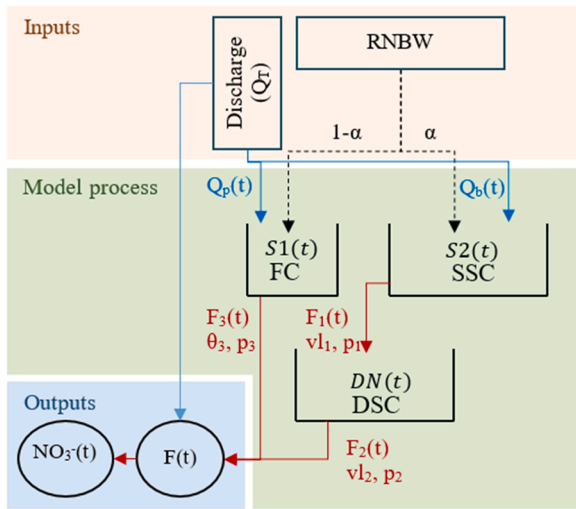 Inputs
Discharge
(QT)
RNBW
1-α
α
Model process
Qp(t)
Qb(t)
S1(t)
FC
S2(t)
SSC
F3(t)
θ3, p3
F1(t)
vl1, p1
DN(t)
DSC
Outputs
NO3-(t)
F(t)
F2(t)
vl2, p2